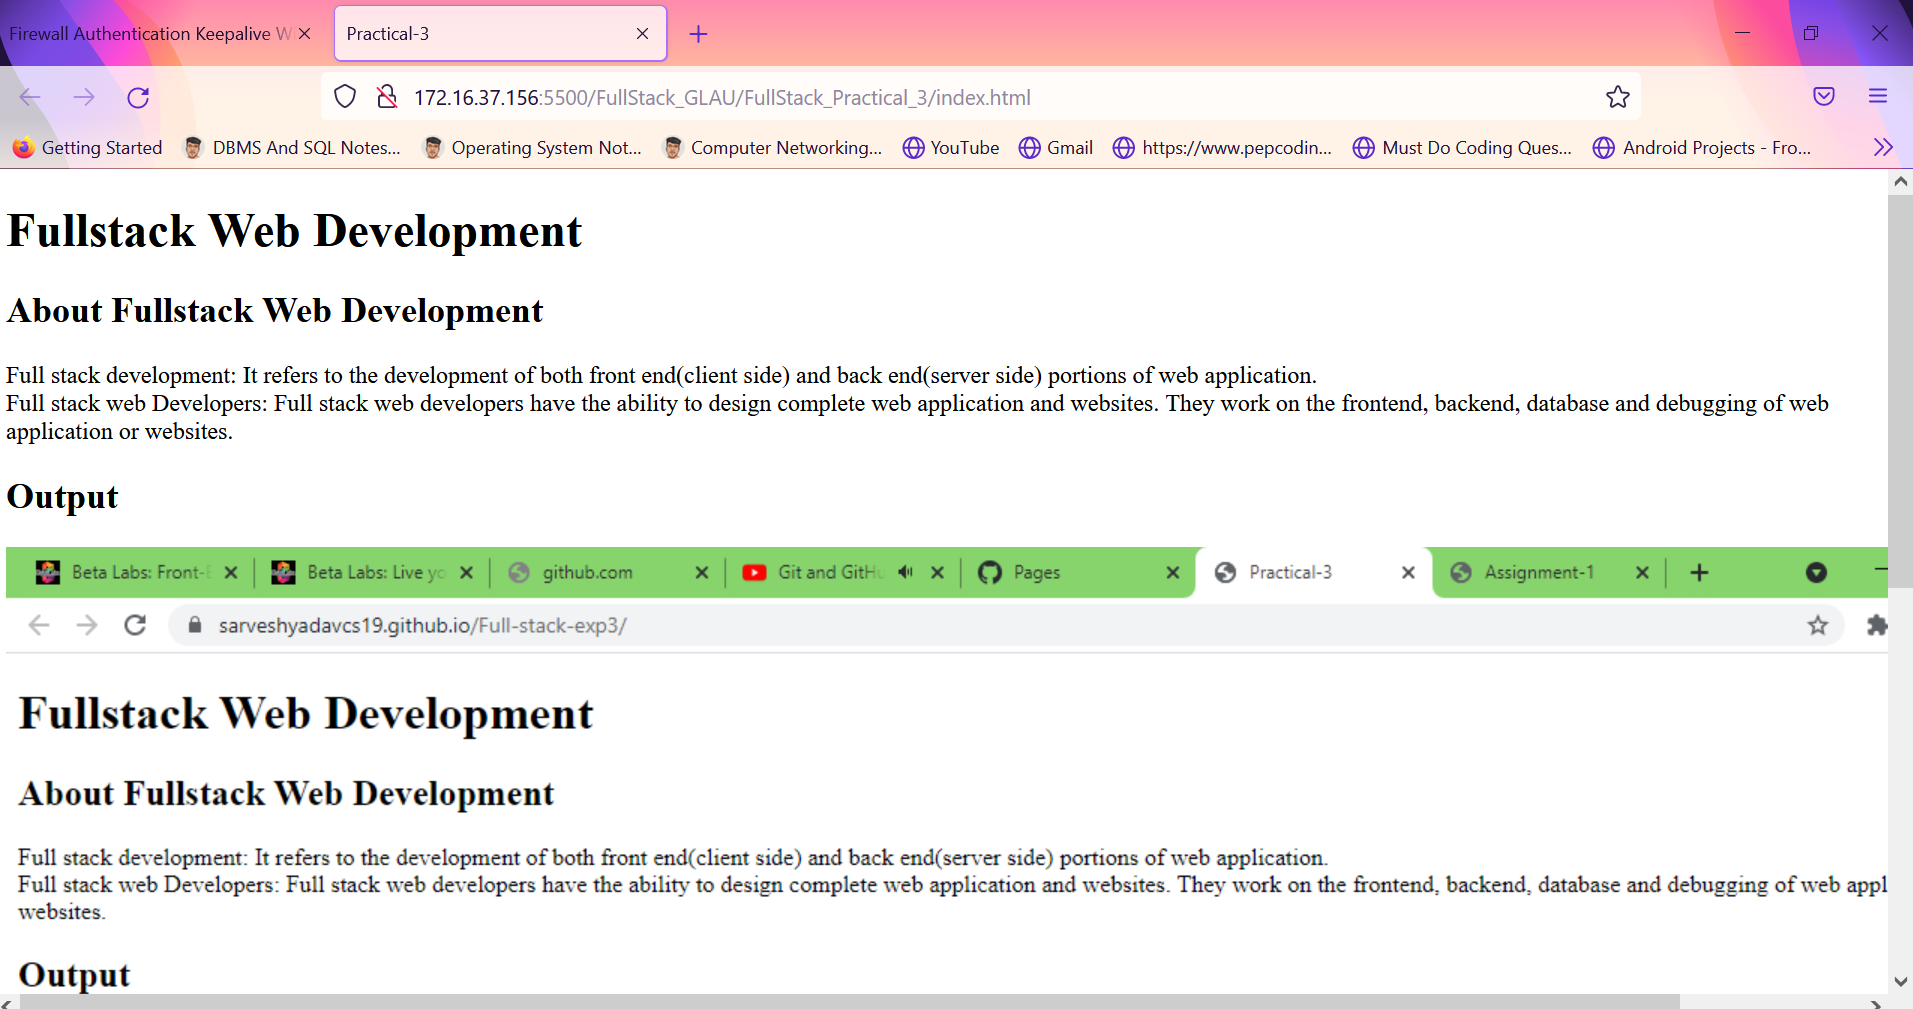 Firewall Authentication Keepalive W
Practical-3
172.16.37.156:5500/FullStack_GLAU/FullStack_Practical_3/index.html
Getting Started DBMS And SQL Notes... Operating System Not... Computer Networking... YouTube Gmail https://www.pepcodin... Must Do Coding Ques... Android Projects - Fro...
Fullstack Web Development
About Fullstack Web Development
Full stack development: It refers to the development of both front end(client side) and back end(server side) portions of web application.
Full stack web Developers: Full stack web developers have the ability to design complete web application and websites. They work on the frontend, backend, database and debugging of web
application or websites.
Output
Beta Labs: Front-E Beta Labs: Live yo github.com Git and GitHu Pages Practical-3 Assignment-1
sarveshyadavcs19.github.io/Full-stack-exp3/
Fullstack Web Development
About Fullstack Web Development
Full stack development: It refers to the development of both front end(client side) and back end(server side) portions of web application.
Full stack web Developers: Full stack web developers have the ability to design complete web application and websites. They work on the frontend, backend, database and debugging of web appl
websites.
Output